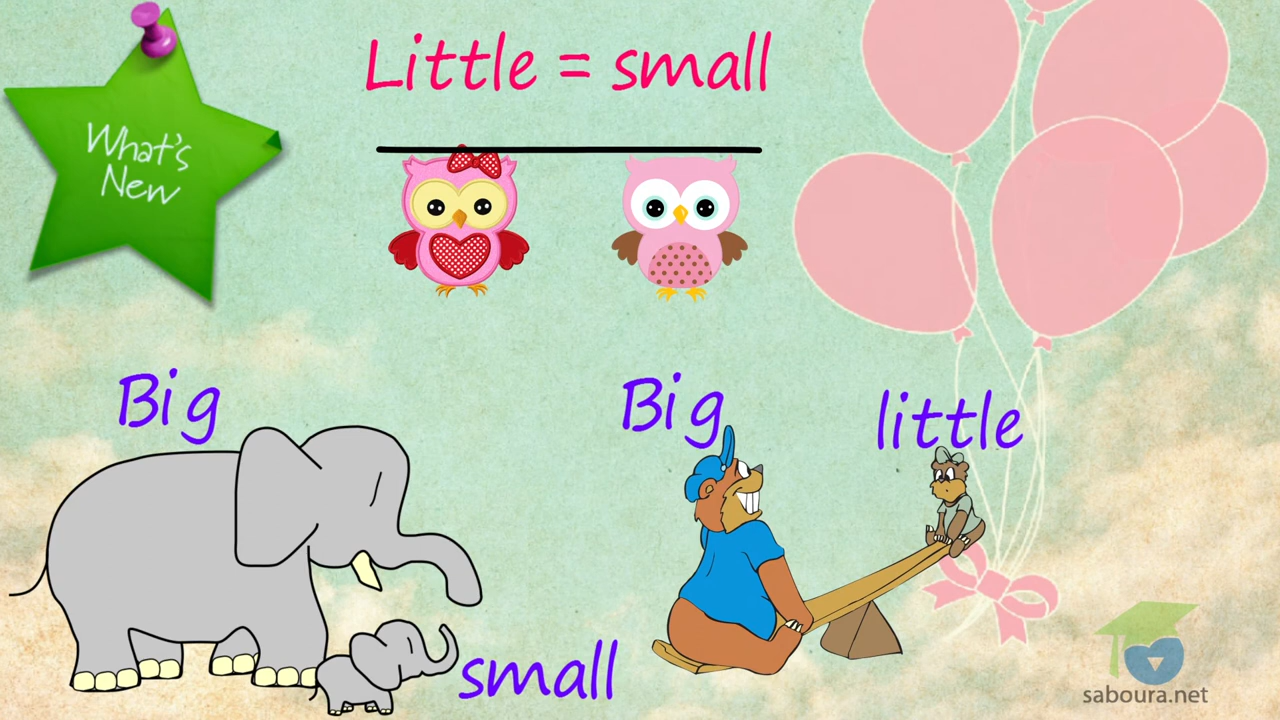 What's
New
Little = small
Big
Big
little
small
saboura.net